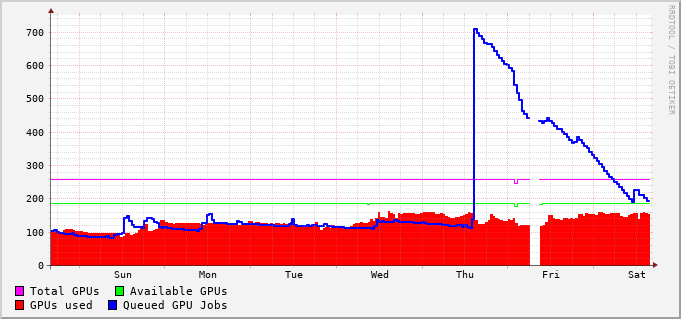 RRDTOOL / TOBI OETIKER
700
600
500
400
300
200
100
0
Sun Mon Tue Wed Thu Fri Sat
Total GPUs Available GPUs
GPUs used Queued GPU Jobs